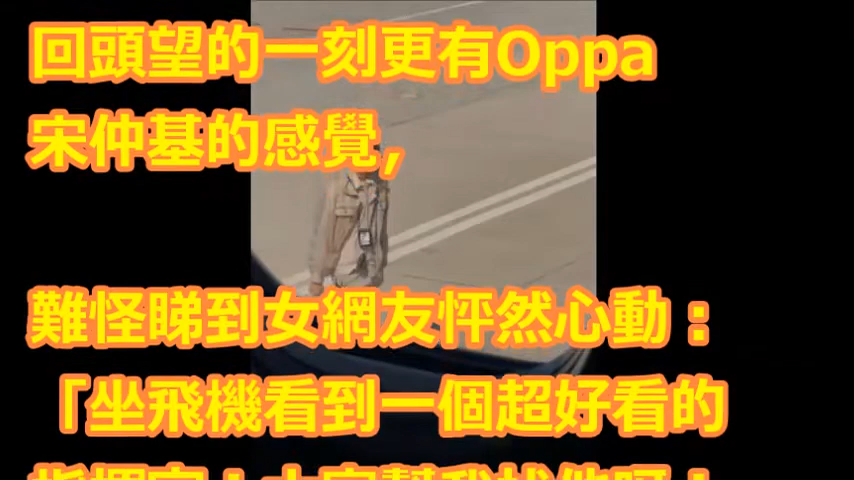 回頭望的一刻更有Oppa
宋仲基的感覺,
難怪睇到女網友怦然心動：
「坐飛機看到一個超好看的